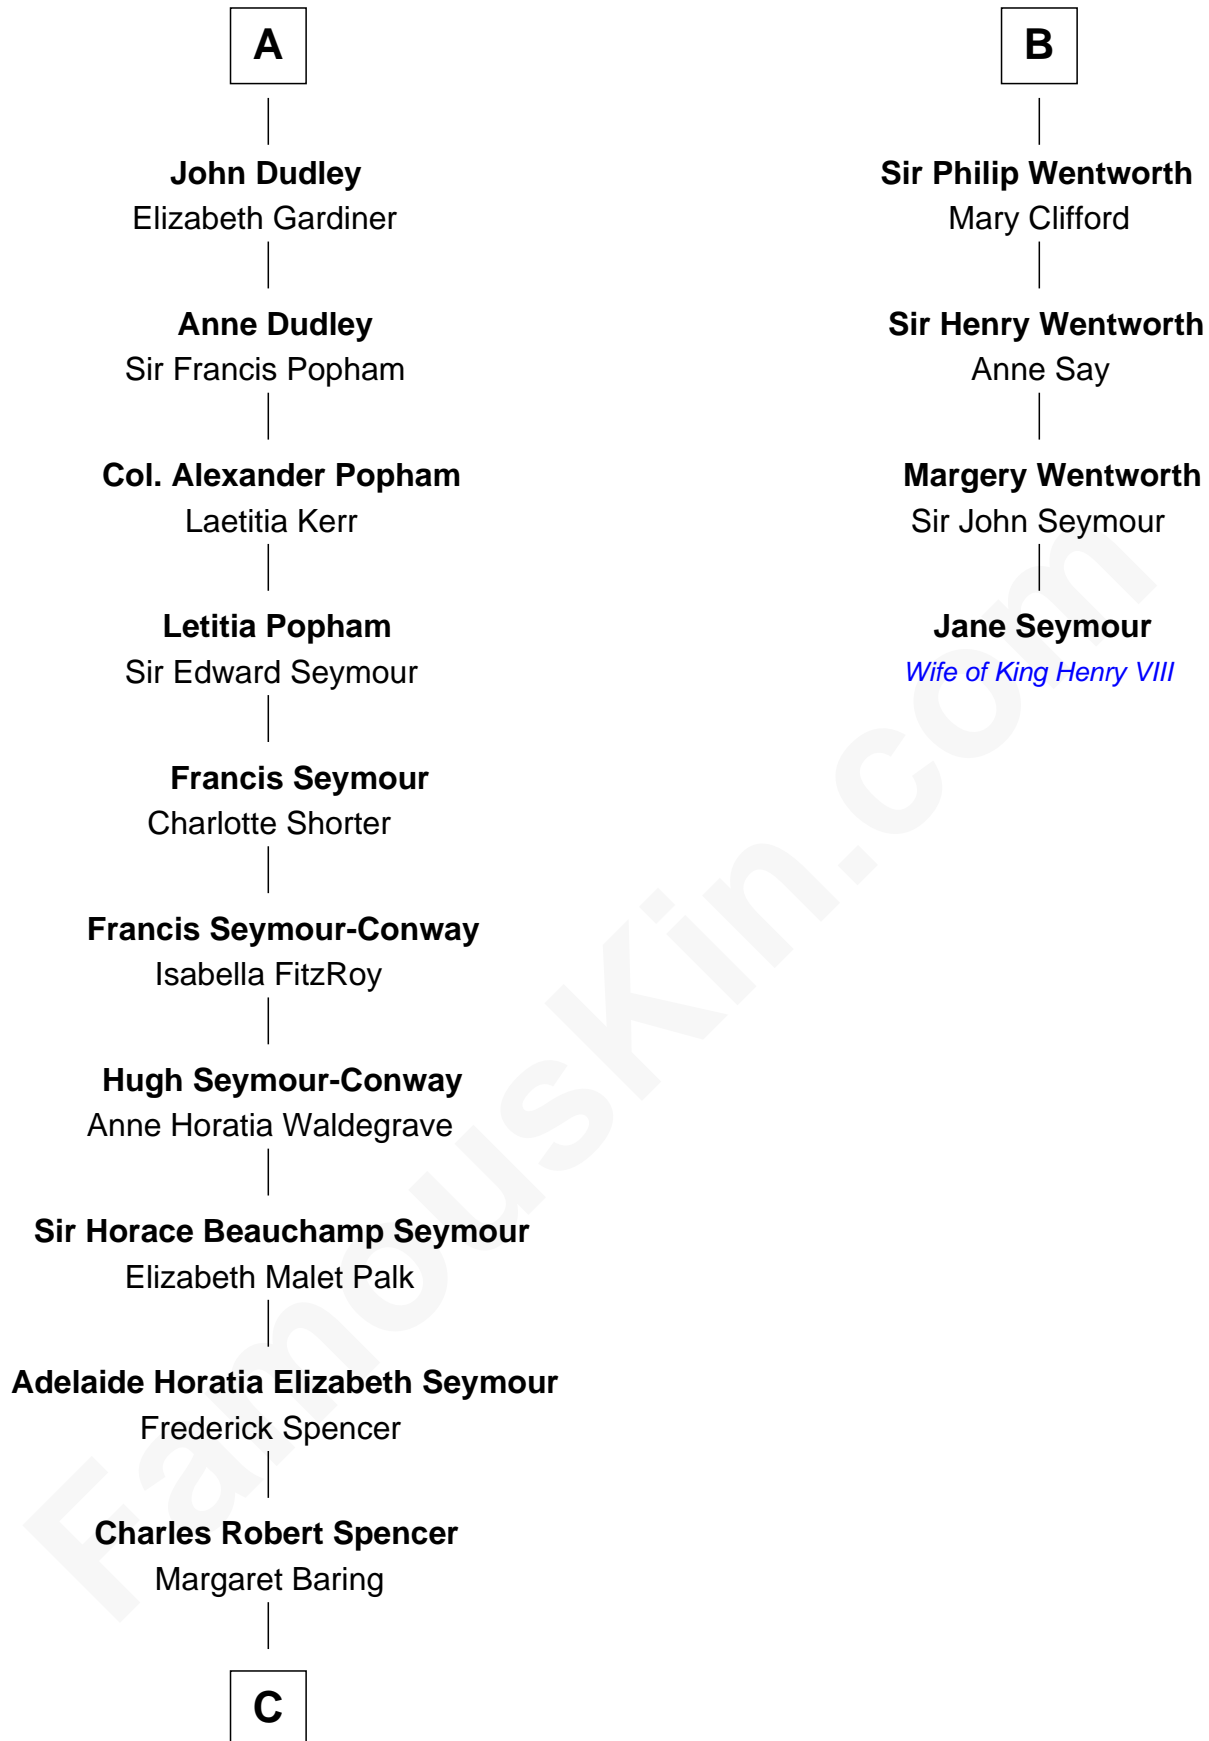 A
John Dudley
Elizabeth Gardiner
Anne Dudley
Sir Francis Popham
Col. Alexander Popham
Laetitia Kerr
Letitia Popham
Sir Edward Seymour
Francis Seymour
Charlotte Shorter
Francis Seymour-Conway
Isabella FitzRoy
Hugh Seymour-Conway
Anne Horatia Waldegrave
Sir Horace Beauchamp Seymour
Elizabeth Malet Palk
Adelaide Horatia Elizabeth Seymour
Frederick Spencer
Charles Robert Spencer
Margaret Baring
C
B
Sir Philip Wentworth
Mary Clifford
Sir Henry Wentworth
Anne Say
Margery Wentworth
Sir John Seymour
Jane Seymour
Wife of King Henry VIII
FamousKin.com